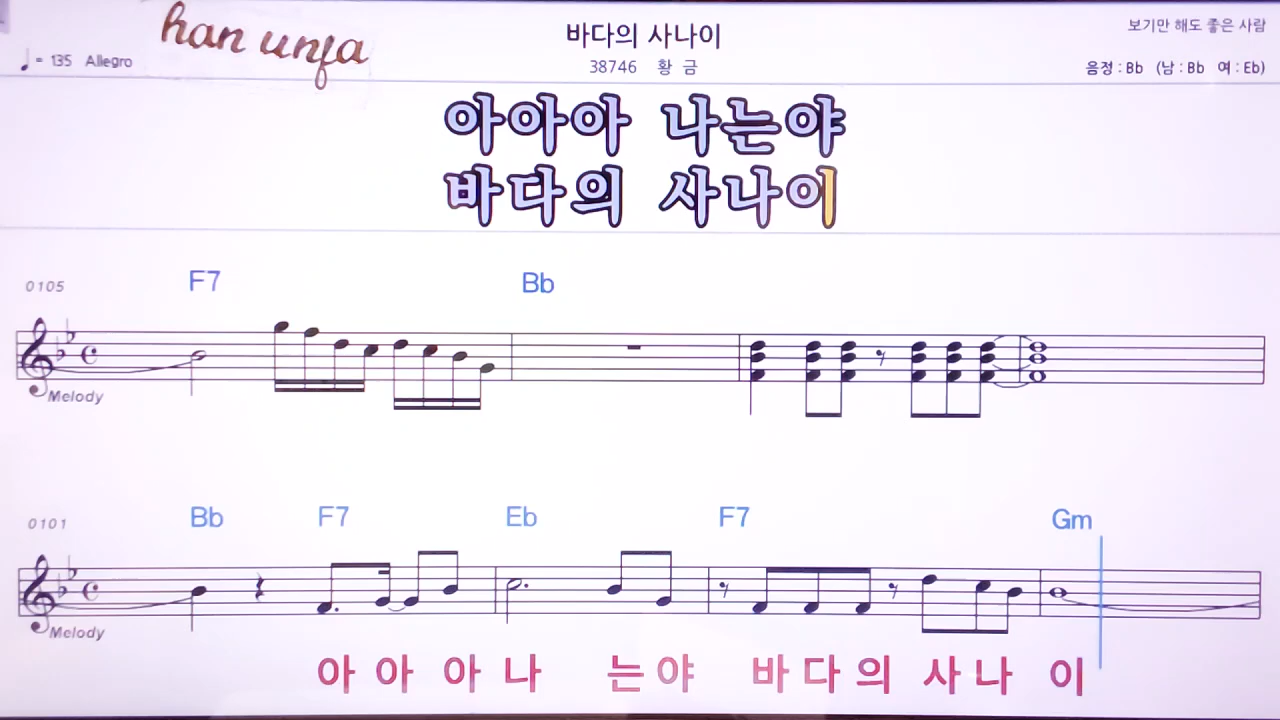 han unja
바다의 사나이
보기만 해도 좋은 사람
♩= 135 Allegro
38746 황 금
음정 : Bb (남 : Bb 여 : Eb)
아아아 나는야
바다의 사나이
F7 Bb
0105
Melody
Bb F7 Eb F7 Gm
0101
Melody
아 아 아 나 는 야 바 다 의 사 나 이